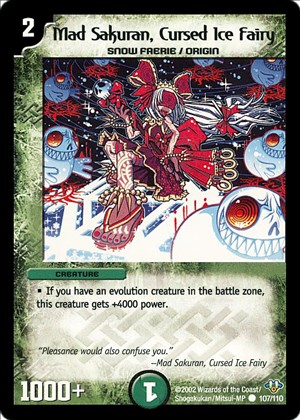 2
Mad Sakuran, Cursed Ice Fairy
SNOW FAERIE / ORIGIN
CREATURE
▪ If you have an evolution creature in the battle zone,
this creature gets +4000 power.
"Pleasance would also confuse you."
—Mad Sakuran, Cursed Ice Fairy
1000+
1
©2002 Wizards of the Coast/
Shogakukan/Mitsui-MP ● 107/110